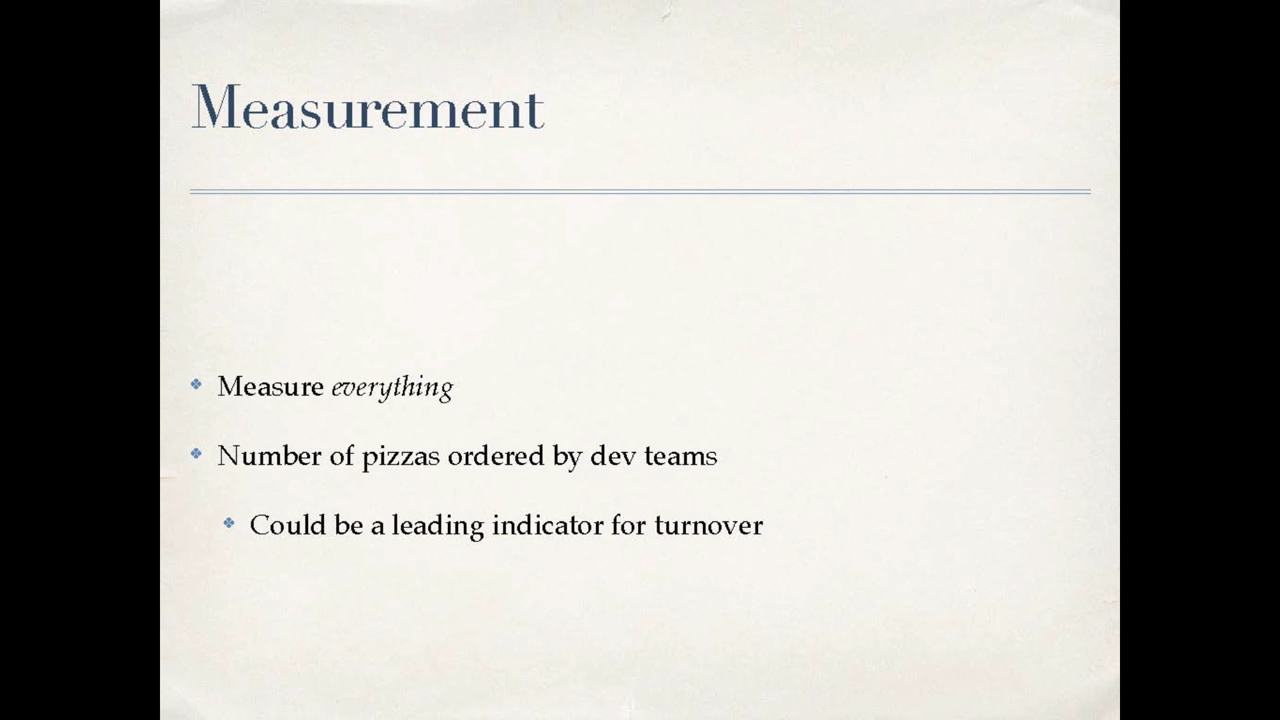 Measurement
Measure everything
Number of pizzas ordered by dev teams
Could be a leading indicator for turnover